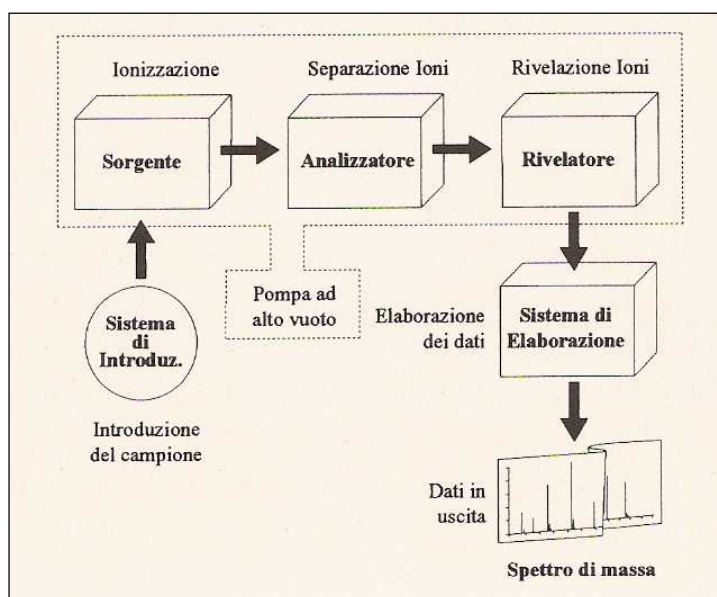 Ionizzazione
Separazione Ioni
Rivelazione Ioni
Sorgente
Analizzatore
Rivelatore
Sistema
di
Introduz.
Introduzione
del campione
Pompa ad
alto vuoto
Elaborazione
dei dati
Sistema di
Elaborazione
Dati in
uscita
Spettro di massa